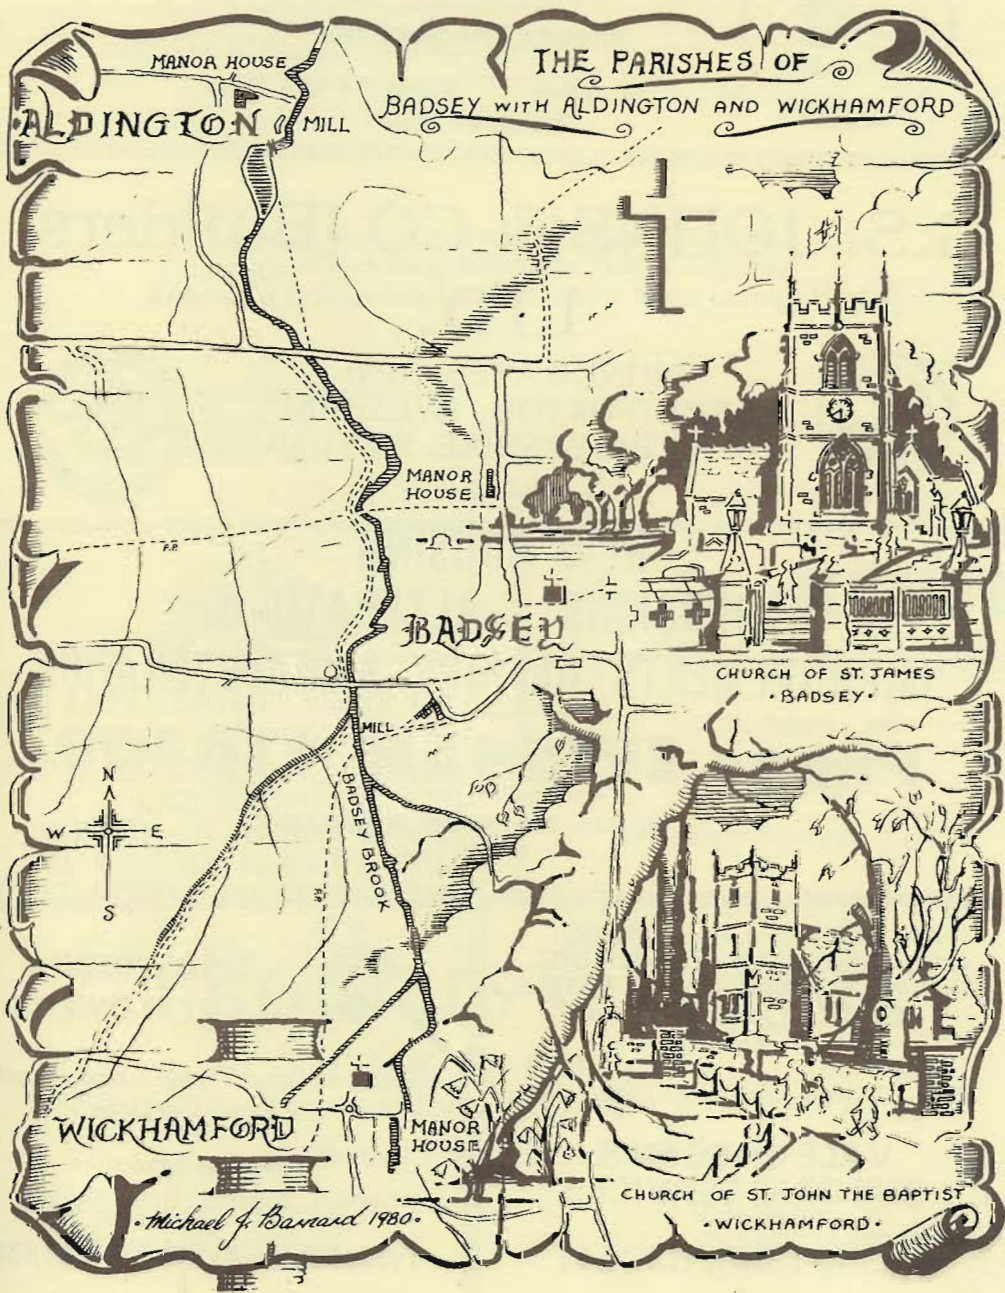 THE PARISHES OF
BADSEY WITH ALDINGTON AND WICKHAMFORD
MANOR HOUSE
ALDINGTON
MILL
MANOR
HOUSE
F.P.
BADSEY
CHURCH OF ST. JAMES
· BADSEY ·
MILL
N
W E
S
BADSEY BROOK
F.P.
WICKHAMFORD
MANOR
HOUSE
CHURCH OF ST. JOHN THE BAPTIST
· WICKHAMFORD ·
· Michael J. Barnard 1980 ·